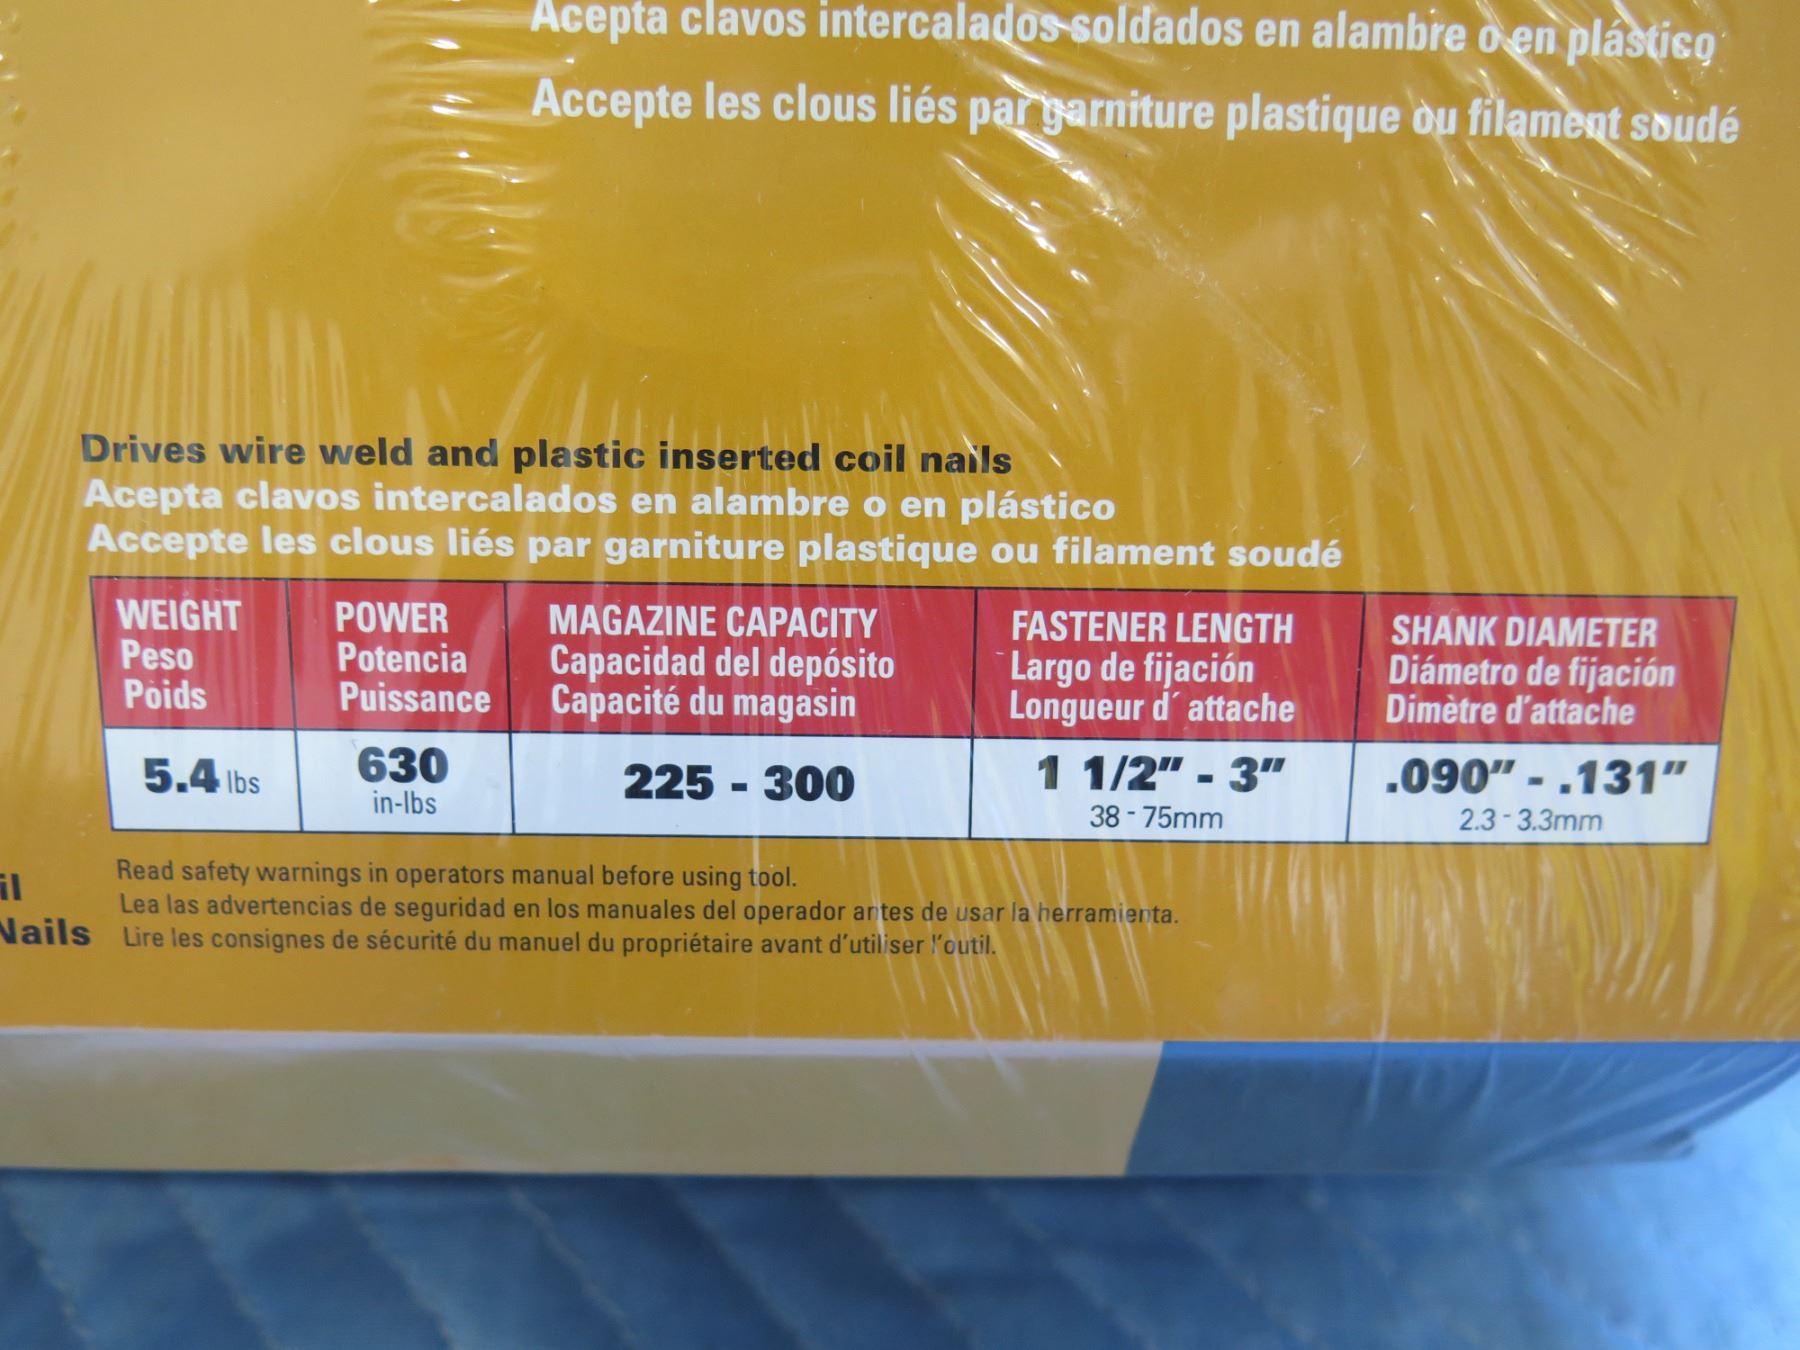 Acepta clavos intercalados soldados en alambre o en plástico
Accepte les clous liés par garniture plastique ou filament soudé
Drives wire weld and plastic inserted coil nails
Acepta clavos intercalados en alambre o en plástico
Accepte les clous liés par garniture plastique ou filament soudé
WEIGHT
Peso
Poids
POWER
Potencia
Puissance
MAGAZINE CAPACITY
Capacidad del depósito
Capacité du magasin
FASTENER LENGTH
Largo de fijación
Longueur d´ attache
SHANK DIAMETER
Diámetro de fijación
Dimètre d'attache
5.4 lbs
630
in-lbs
225 - 300
1 1/2" - 3"
38 - 75mm
.090" - .131"
2.3 - 3.3mm
il
Nails
Read safety warnings in operators manual before using tool.
Lea las advertencias de seguridad en los manuales del operador antes de usar la herramienta.
Lire les consignes de sécurité du manuel du propriétaire avant d'utiliser l'outil.